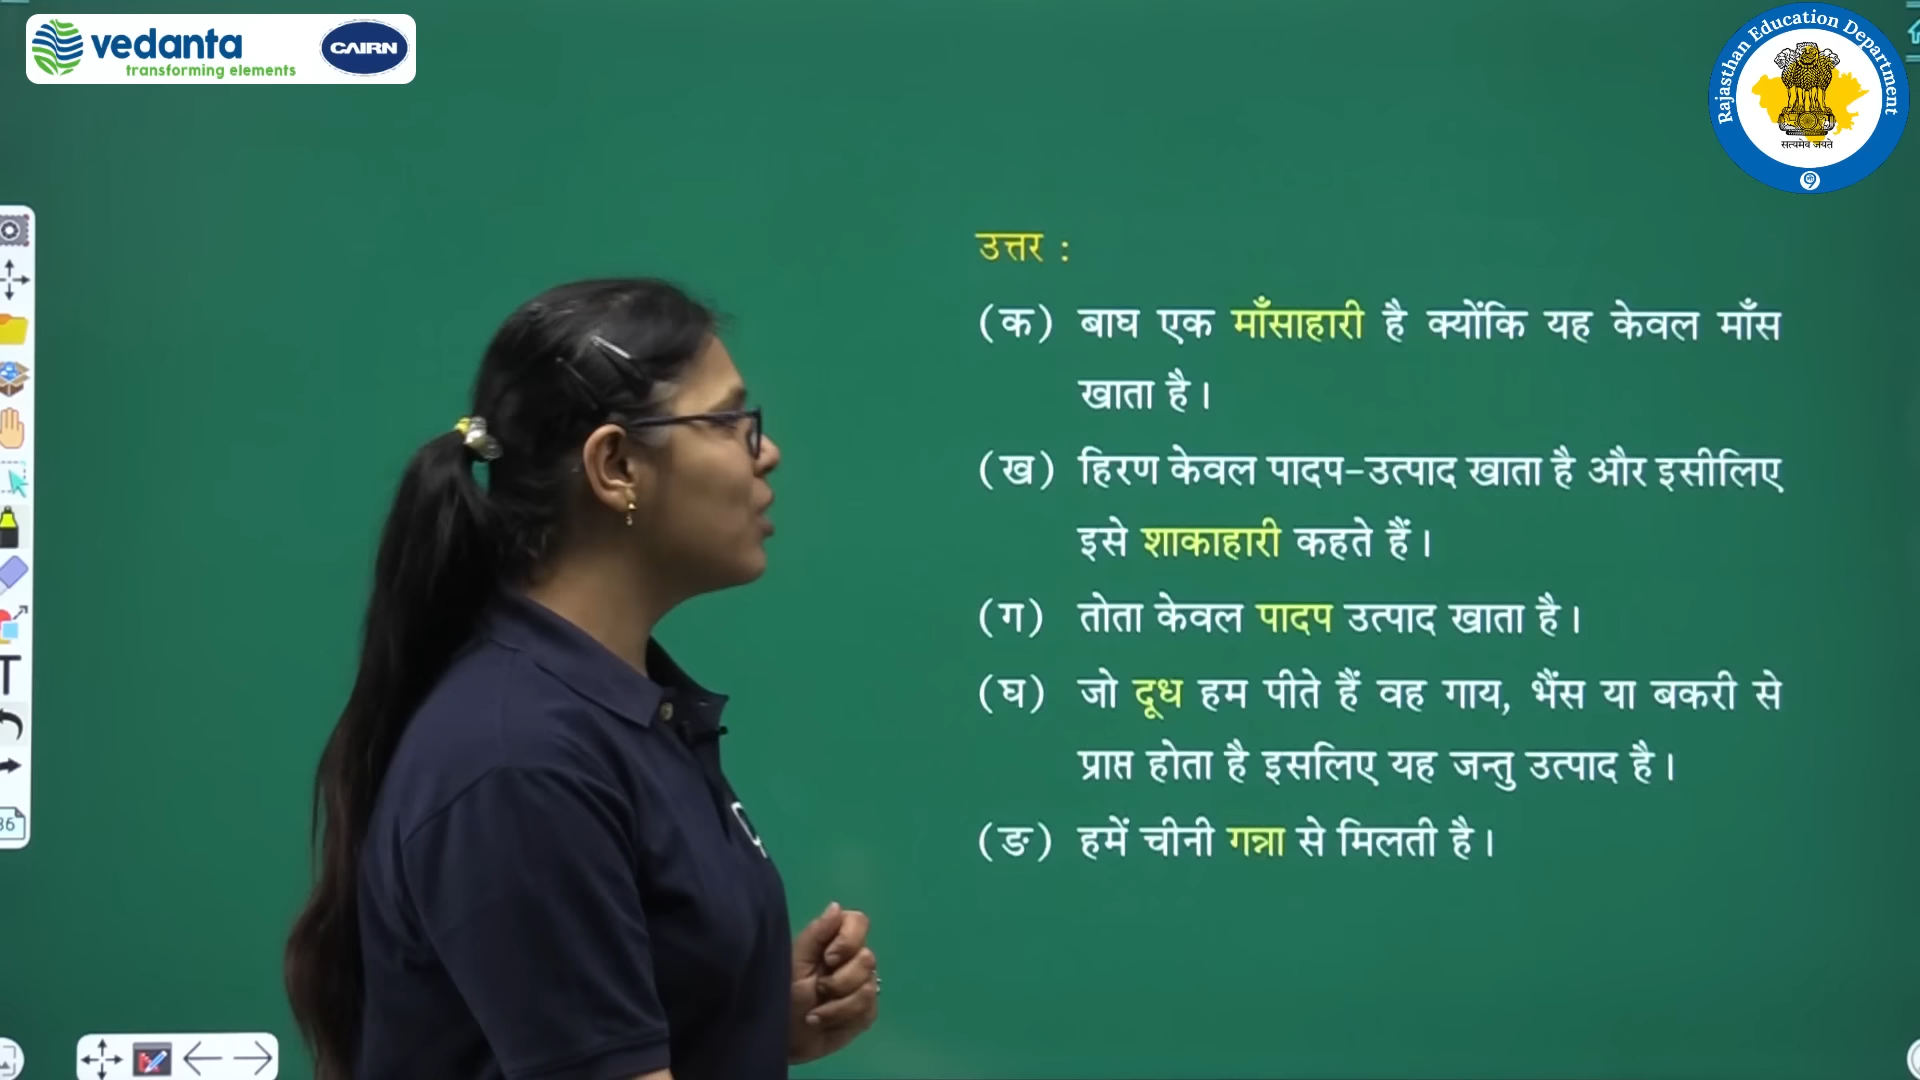 vedanta
transforming elements
CAIRN
Rajasthan Education Department
सत्यमेव जयते
उत्तर :
(क) बाघ एक माँसाहारी है क्योंकि यह केवल माँस
खाता है।
(ख) हिरण केवल पादप-उत्पाद खाता है और इसीलिए
इसे शाकाहारी कहते हैं।
(ग) तोता केवल पादप उत्पाद खाता है।
(घ) जो दूध हम पीते हैं वह गाय, भैंस या बकरी से
प्राप्त होता है इसलिए यह जन्तु उत्पाद है।
(ङ) हमें चीनी गन्ना से मिलती है।
T